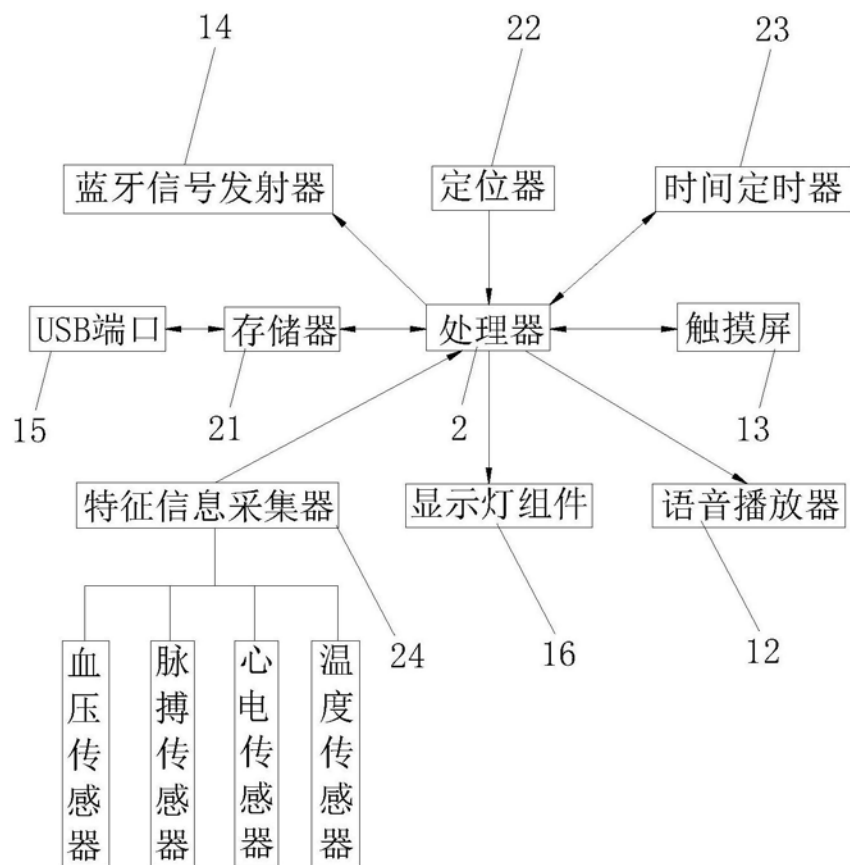 14
22
23
蓝牙信号发射器
定位器
时间定时器
USB端口
存储器
处理器
触摸屏
15
21
2
13
特征信息采集器
显示灯组件
语音播放器
24
16
12
血压传感器
脉搏传感器
心电传感器
温度传感器